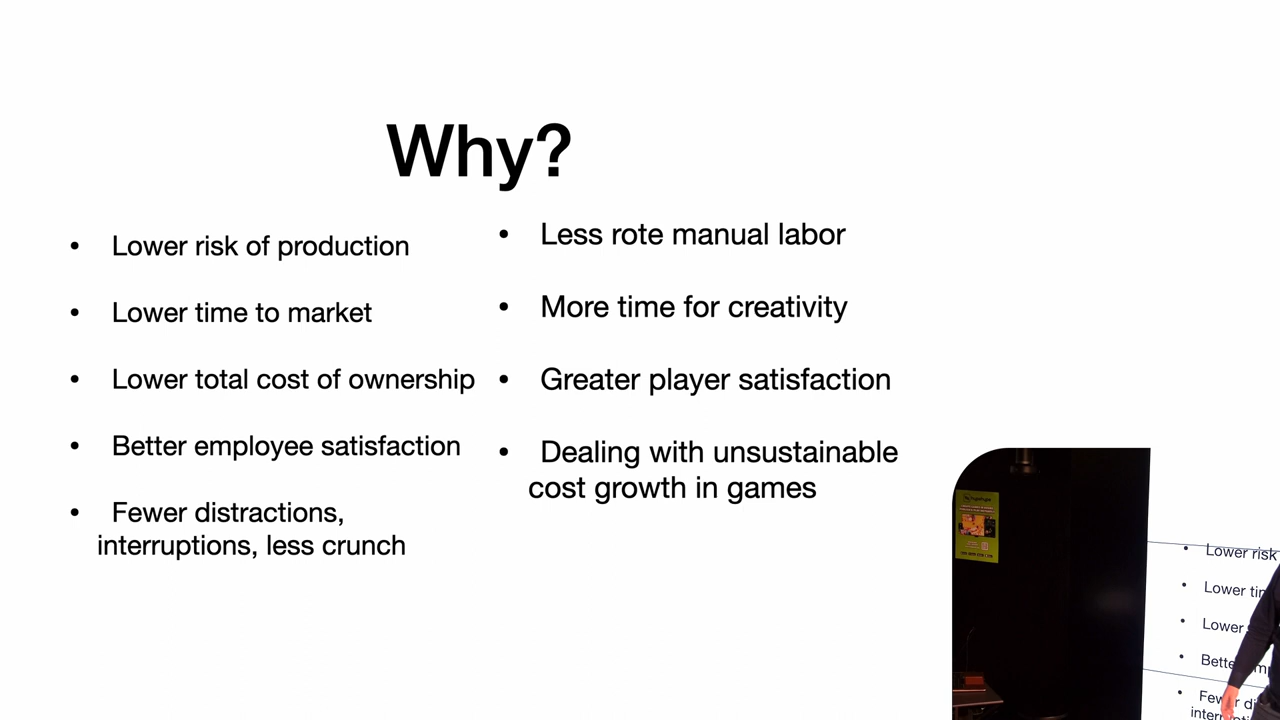 Why?
• Lower risk of production
• Lower time to market
• Lower total cost of ownership
• Better employee satisfaction
• Fewer distractions,
interruptions, less crunch
• Less rote manual labor
• More time for creativity
• Greater player satisfaction
• Dealing with unsustainable
cost growth in games
• Lower risk
• Lower
• Lower